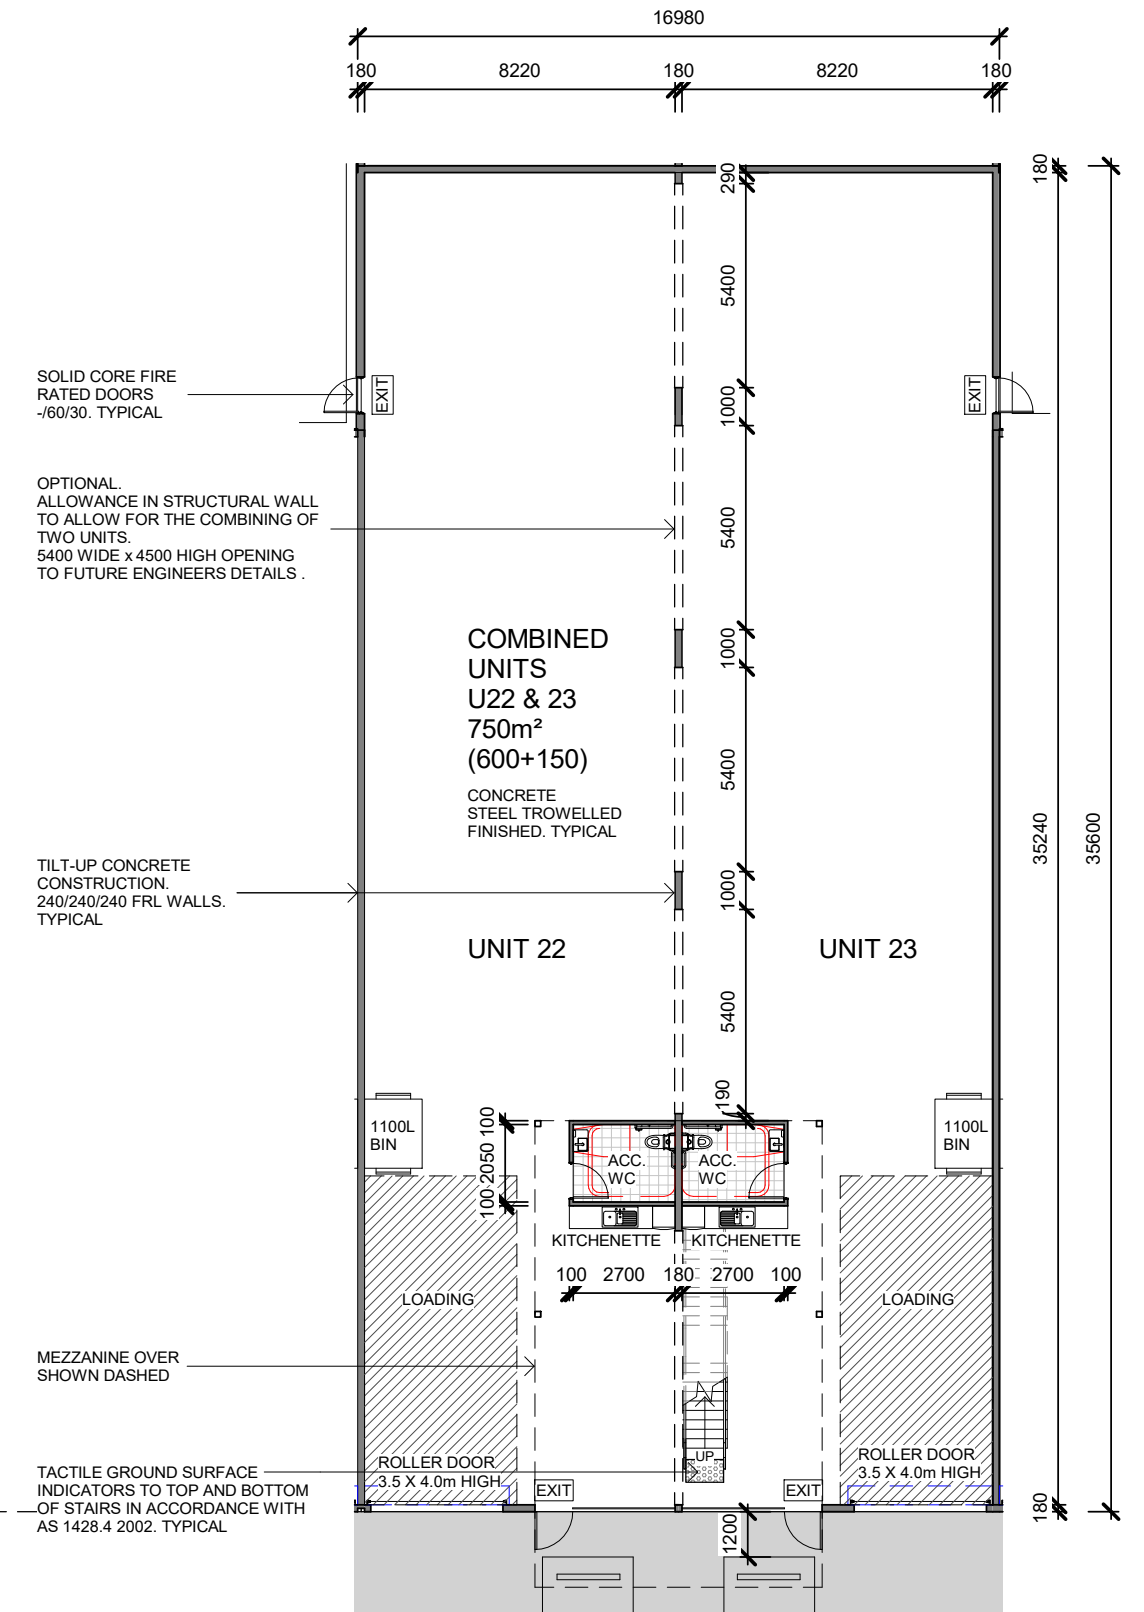 16980
180
8220
180
8220
180
290
180
5400
SOLID CORE FIRE
RATED DOORS
-/60/30. TYPICAL
EXIT
EXIT
1000
OPTIONAL.
ALLOWANCE IN STRUCTURAL WALL
TO ALLOW FOR THE COMBINING OF
TWO UNITS.
5400 WIDE x 4500 HIGH OPENING
TO FUTURE ENGINEERS DETAILS .
5400
COMBINED
UNITS
U22 & 23
750m²
(600+150)
CONCRETE
STEEL TROWELLED
FINISHED. TYPICAL
1000
5400
35240
35600
TILT-UP CONCRETE
CONSTRUCTION.
240/240/240 FRL WALLS.
TYPICAL
1000
UNIT 22
UNIT 23
5400
190
1100L
BIN
1100L
BIN
100
2050
100
ACC.
WC
ACC.
WC
KITCHENETTE
KITCHENETTE
100
2700
180
2700
100
LOADING
LOADING
MEZZANINE OVER
SHOWN DASHED
UP
ROLLER DOOR
3.5 X 4.0m HIGH
ROLLER DOOR
3.5 X 4.0m HIGH
TACTILE GROUND SURFACE
INDICATORS TO TOP AND BOTTOM
OF STAIRS IN ACCORDANCE WITH
AS 1428.4 2002. TYPICAL
EXIT
EXIT
180
1200